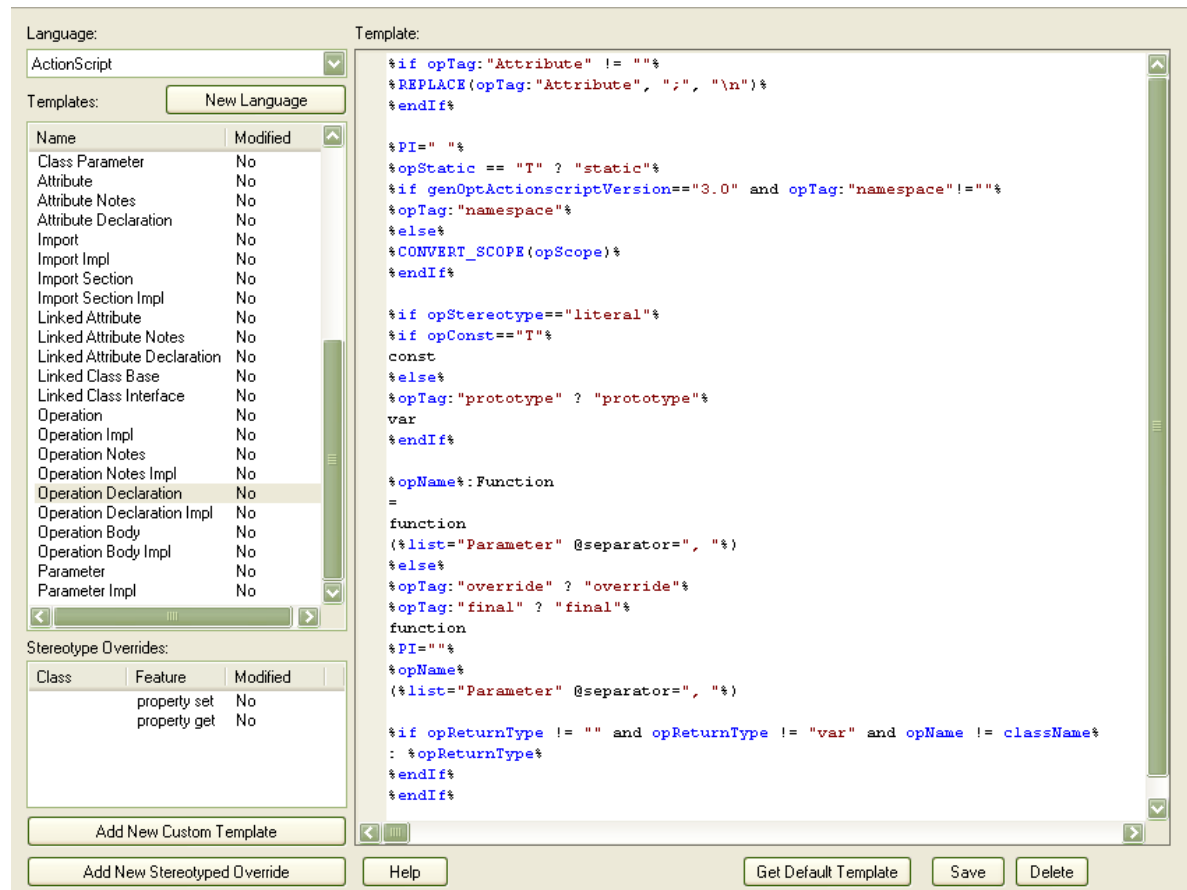 Language:
ActionScript
Templates:
New Language
Name Modified
Class Parameter No
Attribute No
Attribute Notes No
Attribute Declaration No
Import No
Import Impl No
Import Section No
Import Section Impl No
Linked Attribute No
Linked Attribute Notes No
Linked Attribute Declaration No
Linked Class Base No
Linked Class Interface No
Operation No
Operation Impl No
Operation Notes No
Operation Notes Impl No
Operation Declaration No
Operation Declaration Impl No
Operation Body No
Operation Body Impl No
Parameter No
Parameter Impl No
Stereotype Overrides:
Class Feature Modified
property set No
property get No
Add New Custom Template
Add New Stereotyped Override
Template:
%if opTag:"Attribute" != ""%
%REPLACE(opTag:"Attribute", ";", "\n")%
%endIf%
%PI=" "%
%opStatic == "T" ? "static"%
%if genOptActionscriptVersion=="3.0" and opTag:"namespace"!=""%
%opTag:"namespace"%
%else%
%CONVERT_SCOPE(opScope)%
%endIf%
%if opStereotype=="literal"%
%if opConst=="T"%
const
%else%
%opTag:"prototype" ? "prototype"%
var
%endIf%
%opName%:Function
=
function
(%list="Parameter" @separator=", "%)
%else%
%opTag:"override" ? "override"%
%opTag:"final" ? "final"%
function
%PI=""%
%opName%
(%list="Parameter" @separator=", "%)
%if opReturnType != "" and opReturnType != "var" and opName != className%
: %opReturnType%
%endIf%
%endIf%
Help
Get Default Template
Save
Delete